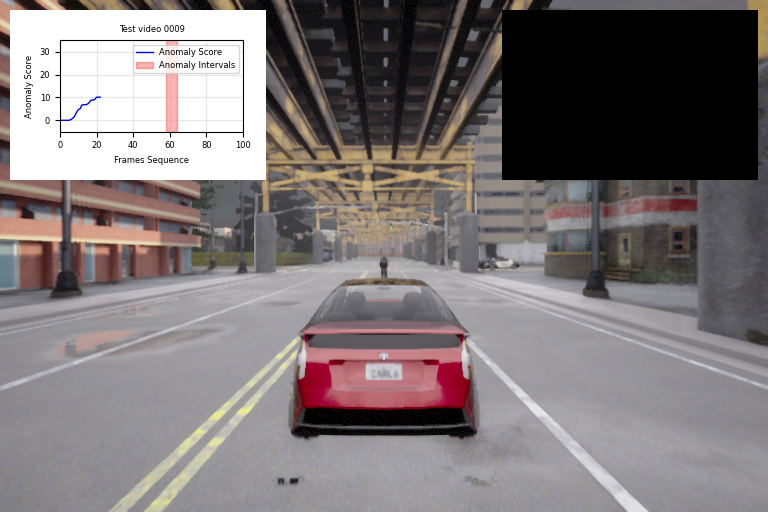 Test video 0009
Anomaly Score
Anomaly Intervals
Anomaly Score
30
20
10
0
0 20 40 60 80 100
Frames Sequence
CARLA